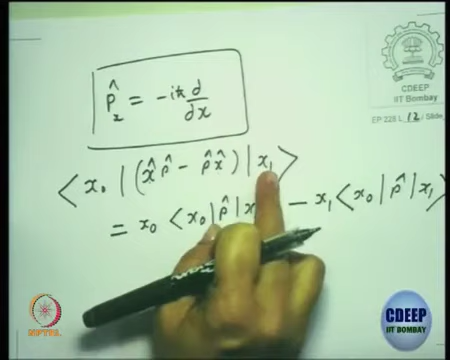 p̂ₓ = -iħ d/dx
CDEEP
IIT Bombay
EP 228 L 12 / Slide
⟨x₀|(x̂p̂ - p̂x̂)|x₁⟩
= x₀⟨x₀|p̂|x - x₁⟨x₀|p̂|x₁⟩
NPTEL
CDEEP
IIT Bombay